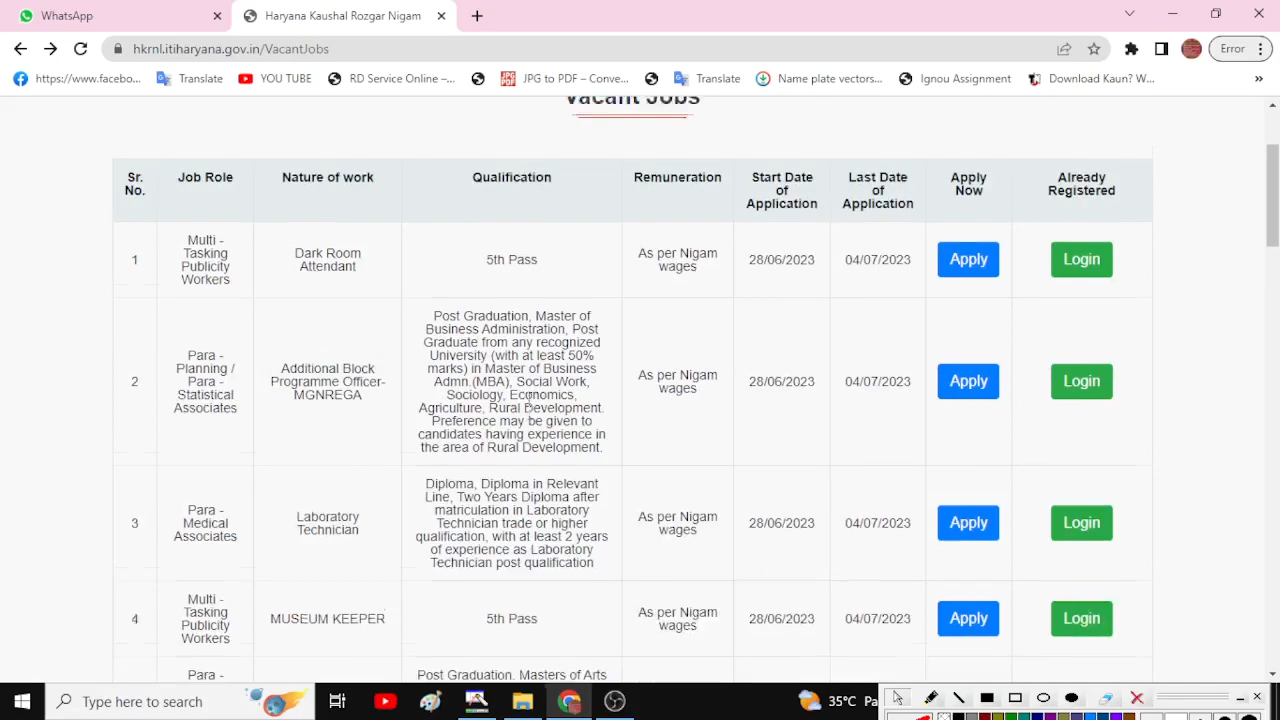 WhatsApp
Haryana Kaushal Rozgar Nigam
hkrnl.itiharyana.gov.in/VacantJobs
Error
https://www.facebo...
Translate
YOU TUBE
RD Service Online –...
JPG to PDF – Conve...
Translate
Name plate vectors...
Ignou Assignment
Download Kaun? W...
»
Vacant Jobs
Sr.
No.
Job Role
Nature of work
Qualification
Remuneration
Start Date
of
Application
Last Date
of
Application
Apply
Now
Already
Registered
1
Multi -
Tasking
Publicity
Workers
Dark Room
Attendant
5th Pass
As per Nigam
wages
28/06/2023
04/07/2023
Apply
Login
2
Para -
Planning /
Para -
Statistical
Associates
Additional Block
Programme Officer-
MGNREGA
Post Graduation, Master of
Business Administration, Post
Graduate from any recognized
University (with at least 50%
marks) in Master of Business
Admn.(MBA), Social Work,
Sociology, Economics,
Agriculture, Rural Development.
Preference may be given to
candidates having experience in
the area of Rural Development.
As per Nigam
wages
28/06/2023
04/07/2023
Apply
Login
3
Para -
Medical
Associates
Laboratory
Technician
Diploma, Diploma in Relevant
Line, Two Years Diploma after
matriculation in Laboratory
Technician trade or higher
qualification, with at least 2 years
of experience as Laboratory
Technician post qualification
As per Nigam
wages
28/06/2023
04/07/2023
Apply
Login
4
Multi -
Tasking
Publicity
Workers
MUSEUM KEEPER
5th Pass
As per Nigam
wages
28/06/2023
04/07/2023
Apply
Login
Para -
Post Graduation, Masters of Arts
Type here to search
35°C Pa